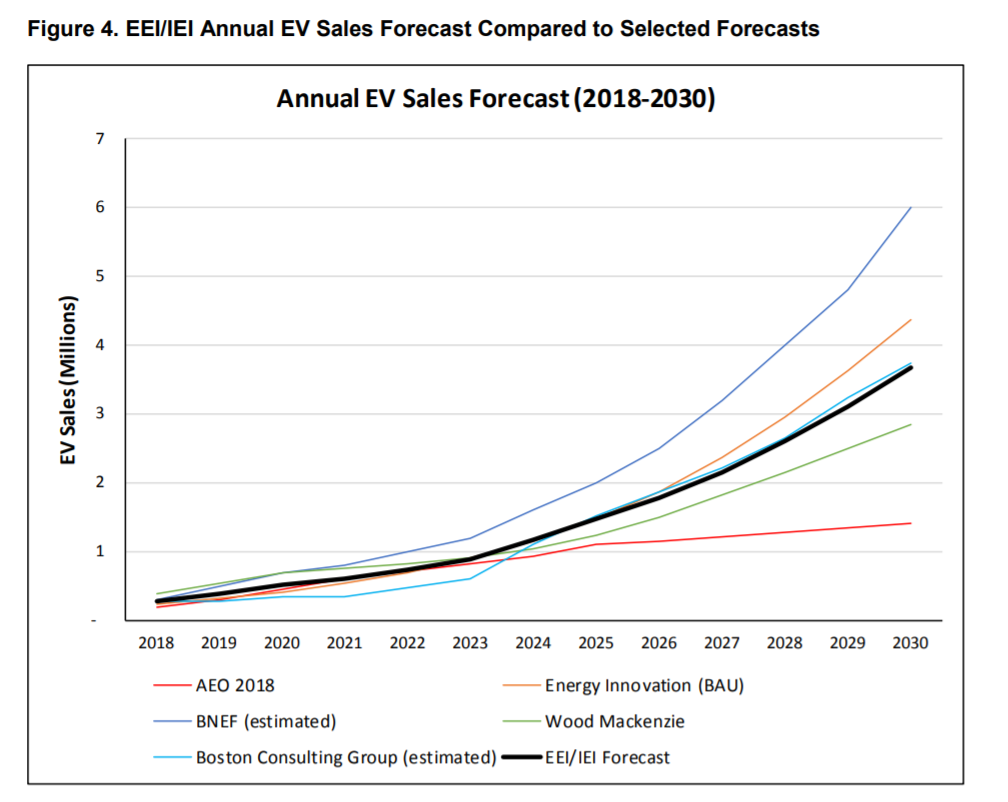 Figure 4. EEI/IEI Annual EV Sales Forecast Compared to Selected Forecasts
Annual EV Sales Forecast (2018-2030)
EV Sales (Millions)
7
6
5
4
3
2
1
-
2018 2019 2020 2021 2022 2023 2024 2025 2026 2027 2028 2029 2030
AEO 2018 Energy Innovation (BAU)
BNEF (estimated) Wood Mackenzie
Boston Consulting Group (estimated) EEI/IEI Forecast